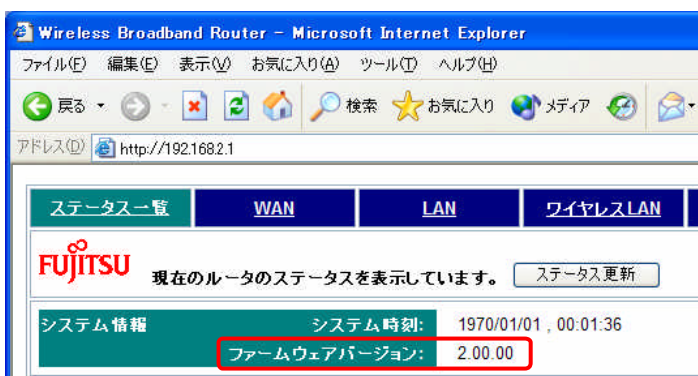 Wireless Broadband Router - Microsoft Internet Explorer
ファイル(F) 編集(E) 表示(V) お気に入り(A) ツール(T) ヘルプ(H)
戻る 検索 お気に入り メディア
アドレス(D) http://192.168.2.1
ステータス一覧 WAN LAN ワイヤレスLAN
FUJITSU 現在のルータのステータスを表示しています。 ステータス更新
システム情報 システム時刻: 1970/01/01 , 00:01:36
ファームウェアバージョン: 2.00.00